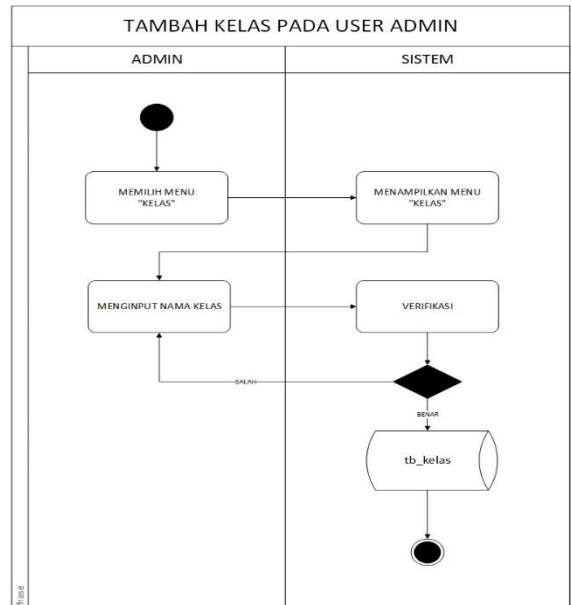 TAMBAH KELAS PADA USER ADMIN
ADMIN
SISTEM
MEMILIH MENU
"KELAS"
MENAMPILKAN MENU
"KELAS"
MENGINPUT NAMA KELAS
VERIFIKASI
SALAH
BENAR
tb_kelas